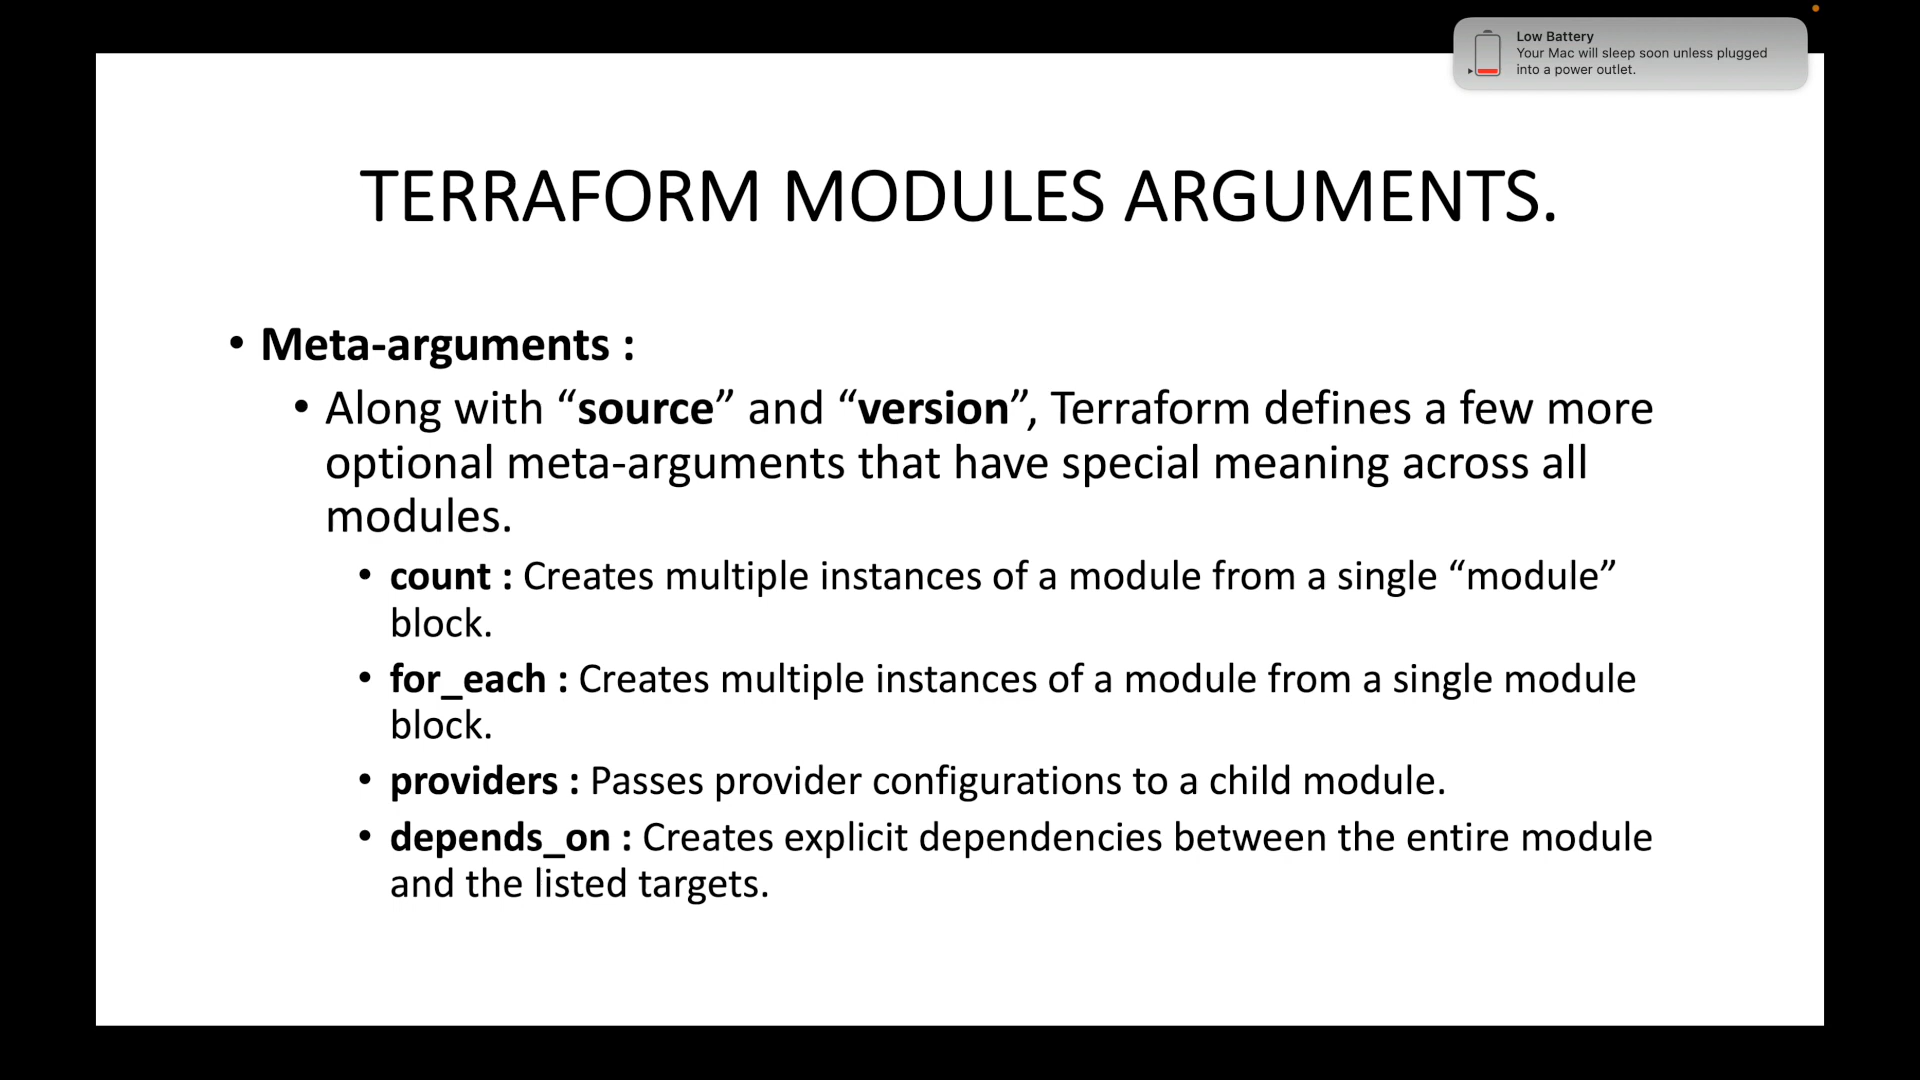 Low Battery
Your Mac will sleep soon unless plugged
into a power outlet.
TERRAFORM MODULES ARGUMENTS.
• Meta-arguments :
• Along with “source” and “version”, Terraform defines a few more
optional meta-arguments that have special meaning across all
modules.
• count : Creates multiple instances of a module from a single “module”
block.
• for_each : Creates multiple instances of a module from a single module
block.
• providers : Passes provider configurations to a child module.
• depends_on : Creates explicit dependencies between the entire module
and the listed targets.